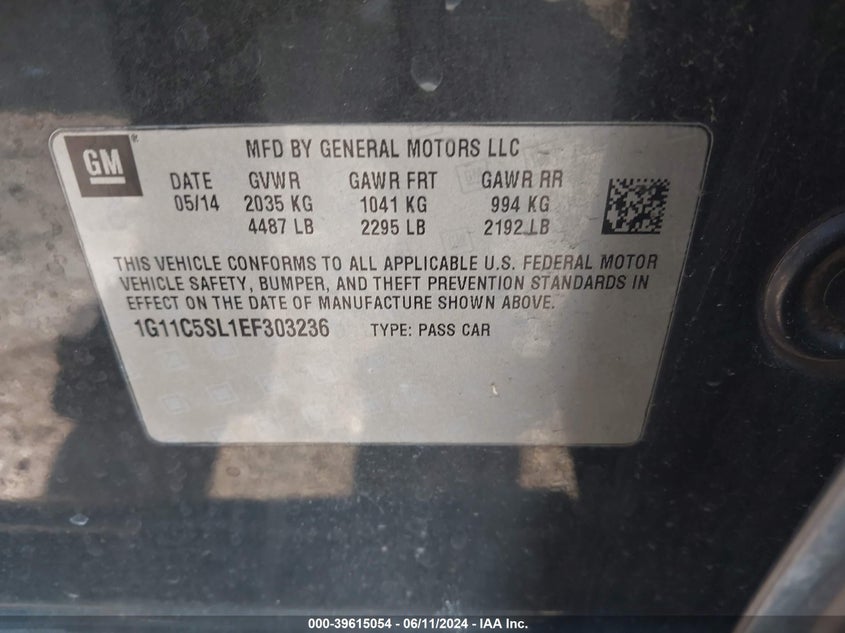 GM ®
MFD BY GENERAL MOTORS LLC
DATE GVWR GAWR FRT GAWR RR
05/14 2035 KG 1041 KG 994 KG
4487 LB 2295 LB 2192 LB
THIS VEHICLE CONFORMS TO ALL APPLICABLE U.S. FEDERAL MOTOR
VEHICLE SAFETY, BUMPER, AND THEFT PREVENTION STANDARDS IN
EFFECT ON THE DATE OF MANUFACTURE SHOWN ABOVE.
1G11C5SL1EF303236 TYPE: PASS CAR
000-39615054 - 06/11/2024 - IAA Inc.